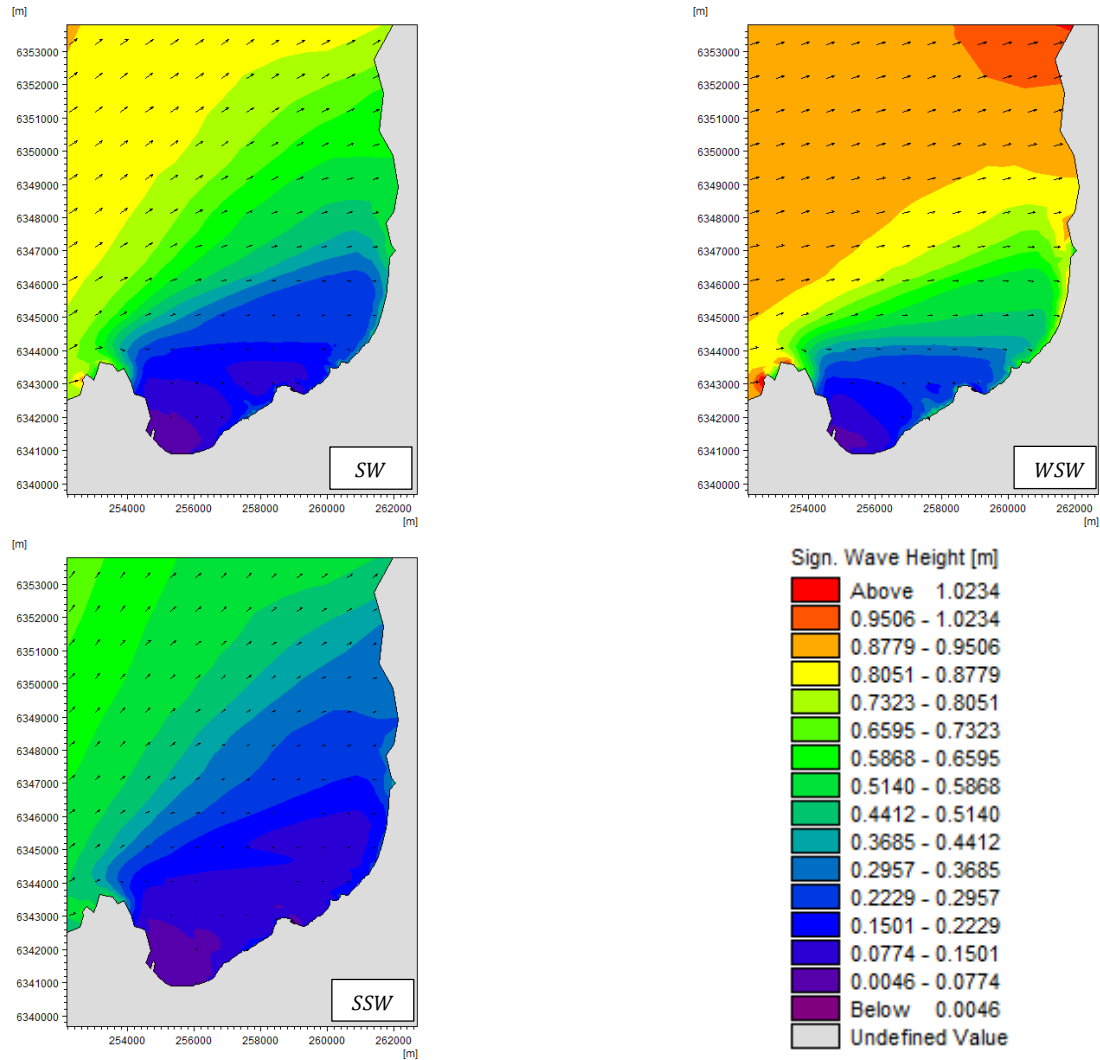 [m]
6353000
6352000
6351000
6350000
6349000
6348000
6347000
6346000
6345000
6344000
6343000
6342000
6341000
6340000
SW
254000 256000 258000 260000 262000
[m]
[m]
6353000
6352000
6351000
6350000
6349000
6348000
6347000
6346000
6345000
6344000
6343000
6342000
6341000
6340000
WSW
254000 256000 258000 260000 262000
[m]
[m]
6353000
6352000
6351000
6350000
6349000
6348000
6347000
6346000
6345000
6344000
6343000
6342000
6341000
6340000
SSW
254000 256000 258000 260000 262000
[m]
Sign. Wave Height [m]
Above 1.0234
0.9506 - 1.0234
0.8779 - 0.9506
0.8051 - 0.8779
0.7323 - 0.8051
0.6595 - 0.7323
0.5868 - 0.6595
0.5140 - 0.5868
0.4412 - 0.5140
0.3685 - 0.4412
0.2957 - 0.3685
0.2229 - 0.2957
0.1501 - 0.2229
0.0774 - 0.1501
0.0046 - 0.0774
Below 0.0046
Undefined Value